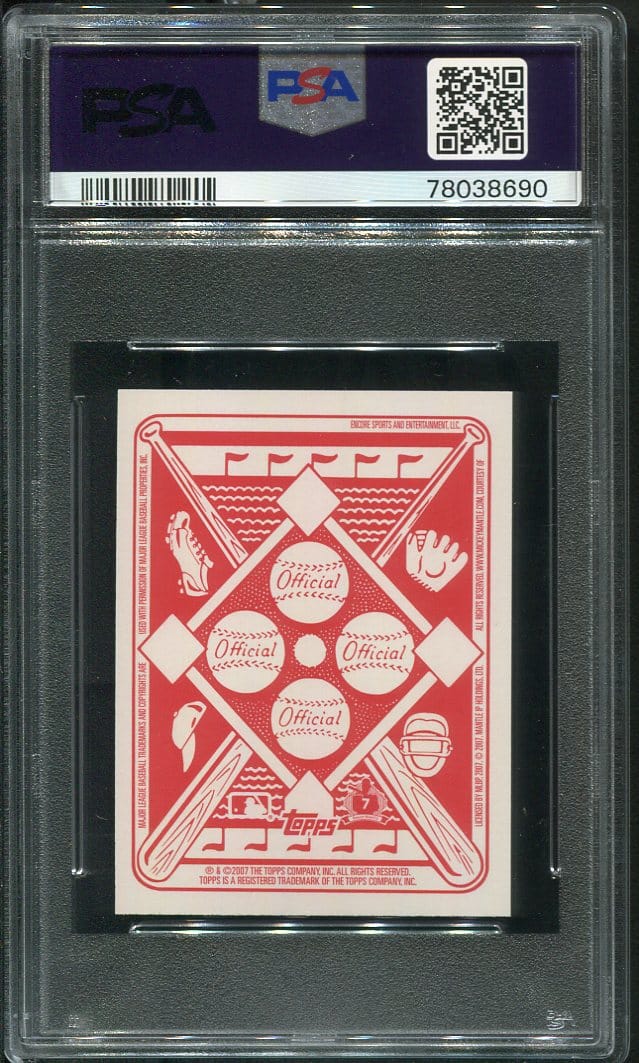 PSA
PSA
78038690
ENCORE SPORTS AND ENTERTAINMENT, LLC.
USED WITH PERMISSION OF MAJOR LEAGUE BASEBALL PROPERTIES, INC.
MAJOR LEAGUE BASEBALL TRADEMARKS AND COPYRIGHTS ARE
ALL RIGHTS RESERVED. WWW.MICKEYMANTLE.COM. COURTESY OF
LICENSED BY MLBP, 2007. © 2007. MANTLE IP HOLDINGS, LTD.
Official
Official
Official
Official
7
topps
® & ©2007 THE TOPPS COMPANY, INC. ALL RIGHTS RESERVED.
TOPPS IS A REGISTERED TRADEMARK OF THE TOPPS COMPANY, INC.